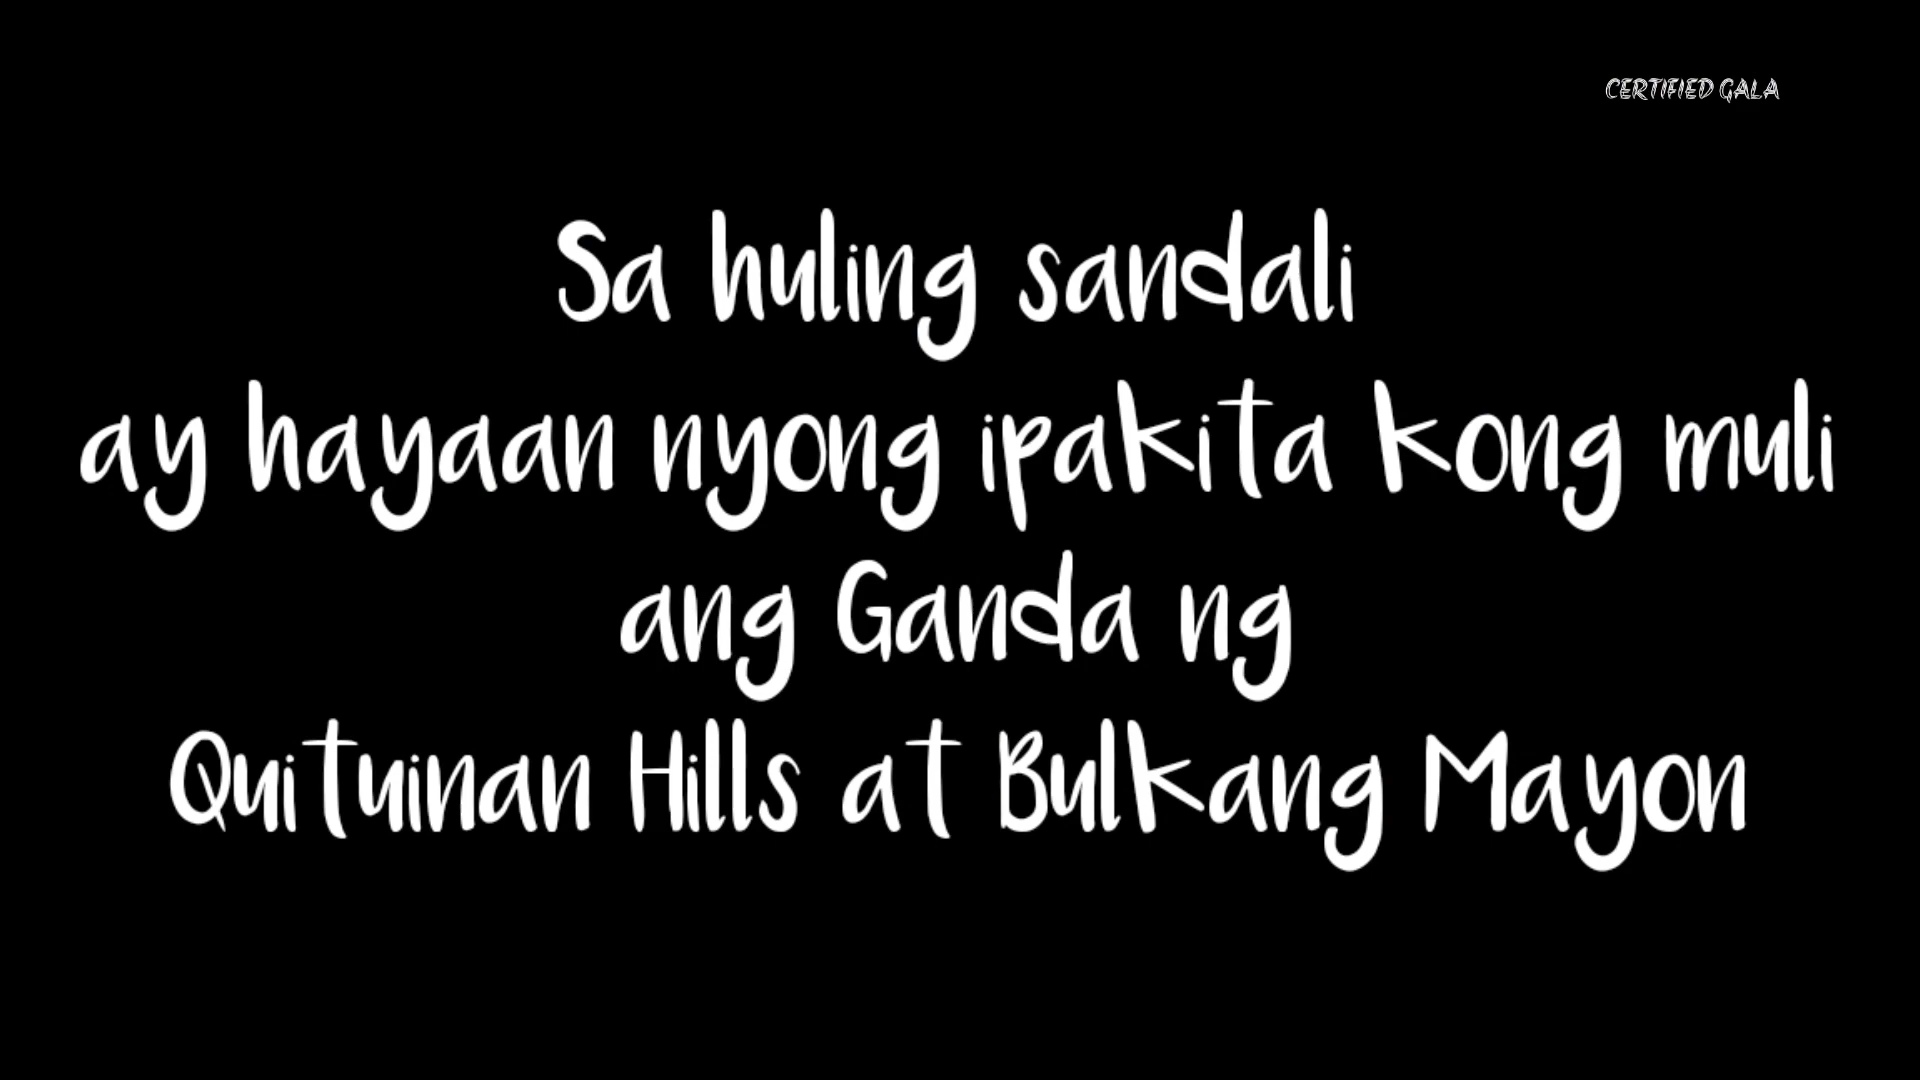 CERTIFIED GALA
Sa huling sandali
ay hayaan nyong ipakita kong muli
ang Ganda ng
Quituinan Hills at Bulkang Mayon